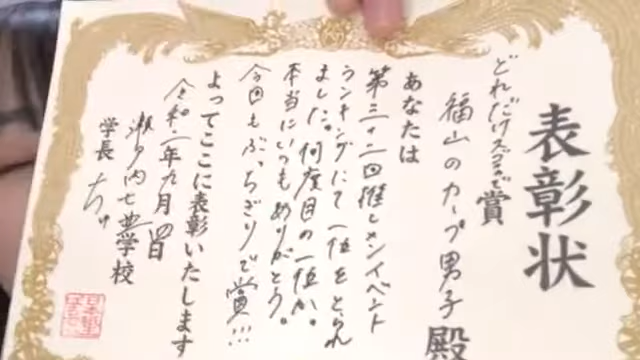 表彰状
どれだけスゴいで賞
福山のカープ男子 殿
あなたは
第三十二回推しメンイベント
ランキングにて一位をとられ
ました。何度目の一位か。
本当にいつもありがとう。
今回もぶっちぎりで賞!!!
よってここに表彰いたします
令和二年九月四日
瀬戸内七曲学校
学長